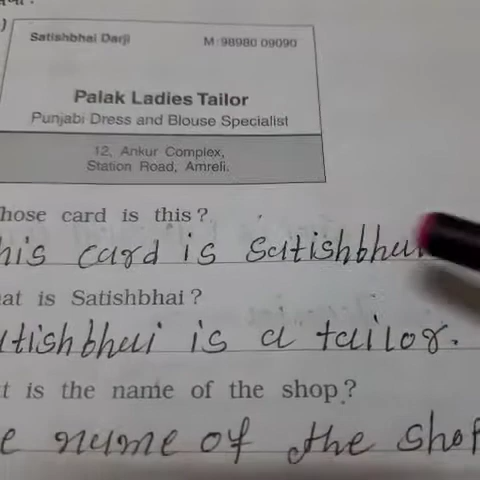 Satishbhai Darji M 98980 09090
Palak Ladies Tailor
Punjabi Dress and Blouse Specialist
12, Ankur Complex,
Station Road, Amreli.
hose card is this?
his card is Satishbhai
at is Satishbhai?
tishbhai is a tailor.
t is the name of the shop?
e name of the shop